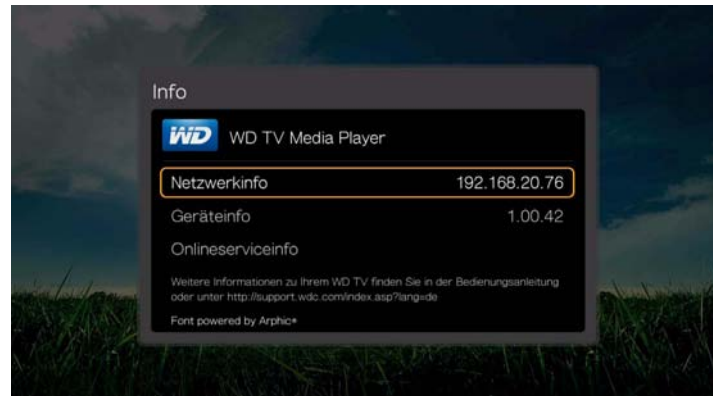 Info
WD WD TV Media Player
Netzwerkinfo 192.168.20.76
Geräteinfo 1.00.42
Onlineserviceinfo
Weitere Informationen zu Ihrem WD TV finden Sie in der Bedienungsanleitung
oder unter http://support.wdc.com/index.asp?lang=de
Font powered by Arphic®